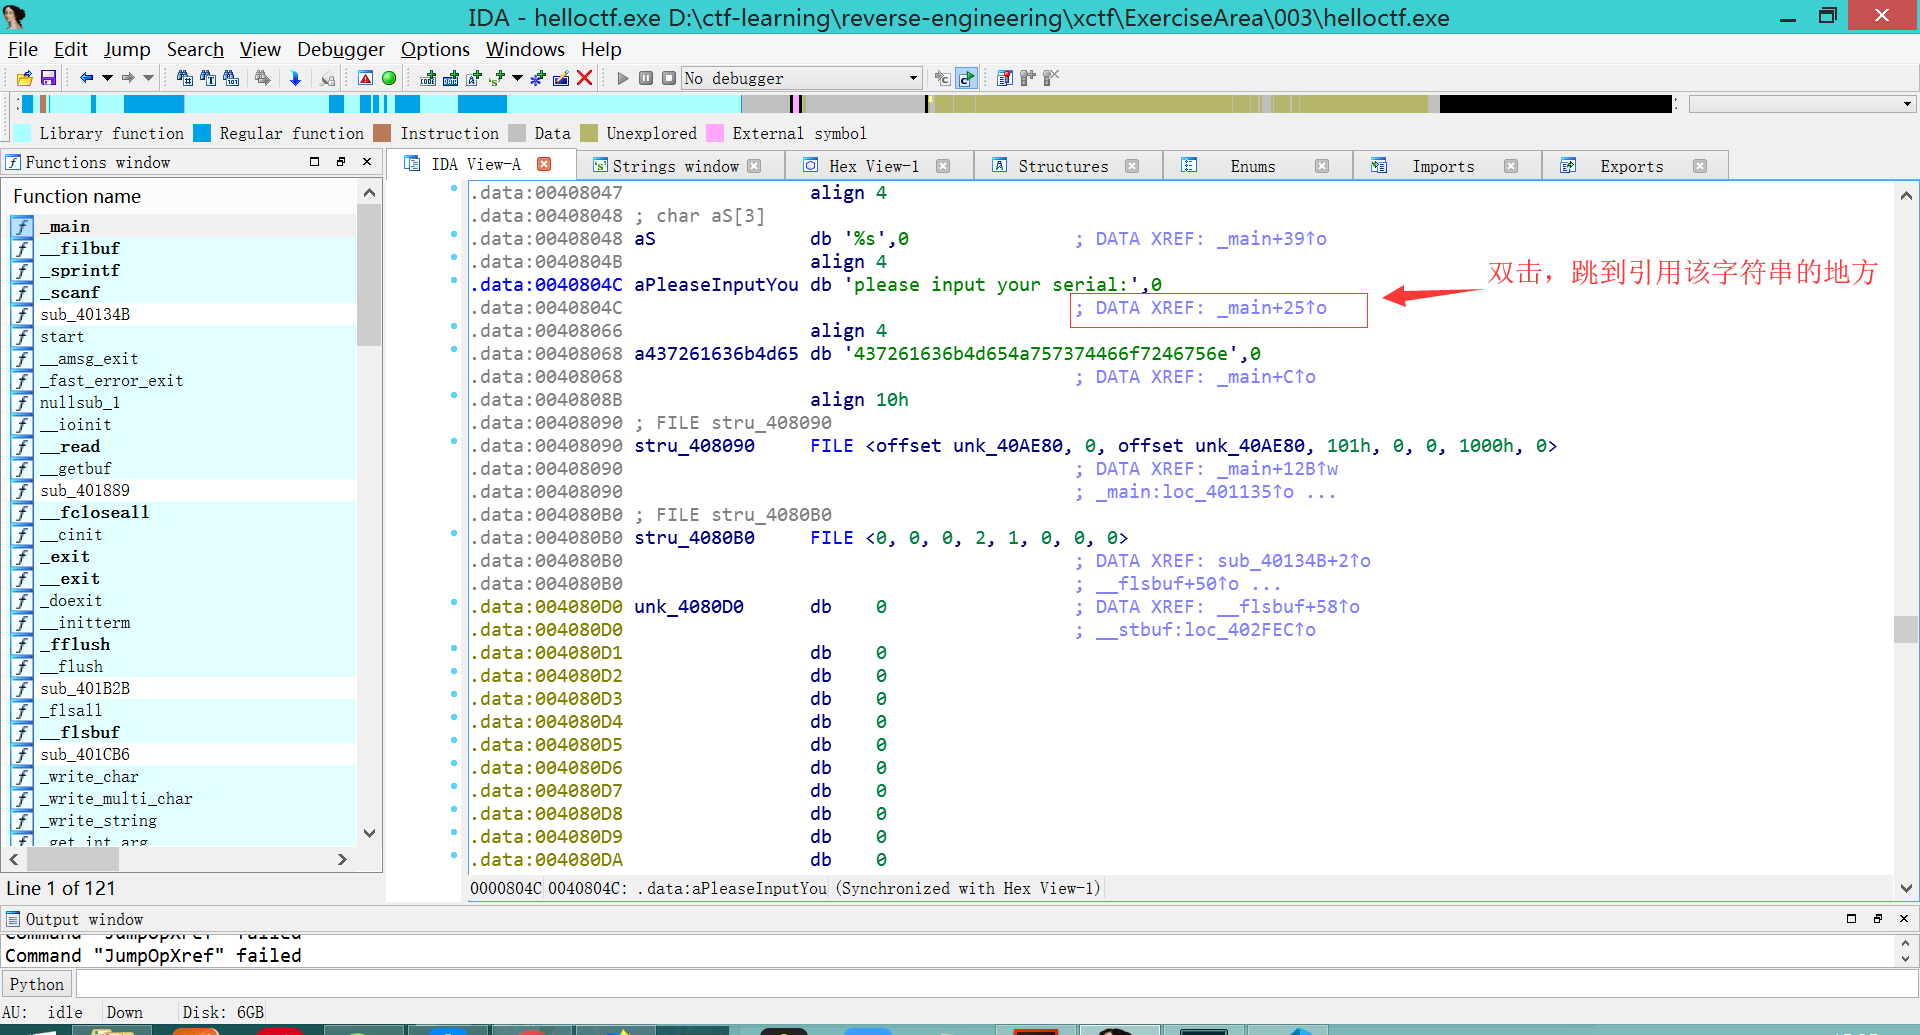 IDA - helloctf.exe D:\ctf-learning\reverse-engineering\xctf\ExerciseArea\003\helloctf.exe
File Edit Jump Search View Debugger Options Windows Help
No debugger
Library function Regular function Instruction Data Unexplored External symbol
Functions window
IDA View-A Strings window Hex View-1 Structures Enums Imports Exports
Function name
_main
__filbuf
_sprintf
_scanf
sub_40134B
start
__amsg_exit
_fast_error_exit
nullsub_1
__ioinit
__read
__getbuf
sub_401889
__fcloseall
__cinit
_exit
__exit
_doexit
__initterm
_fflush
__flush
sub_401B2B
_flsall
__flsbuf
sub_401CB6
_write_char
_write_multi_char
_write_string
_get_int_arg
Line 1 of 121
.data:00408047 align 4
.data:00408048 ; char aS[3]
.data:00408048 aS db '%s',0 ; DATA XREF: _main+39↑o
.data:0040804B align 4
.data:0040804C aPleaseInputYou db 'please input your serial:',0
.data:0040804C ; DATA XREF: _main+25↑o
双击，跳到引用该字符串的地方
.data:00408066 align 4
.data:00408068 a437261636b4d65 db '437261636b4d654a757374466f7246756e',0
.data:00408068 ; DATA XREF: _main+C↑o
.data:0040808B align 10h
.data:00408090 ; FILE stru_408090
.data:00408090 stru_408090 FILE <offset unk_40AE80, 0, offset unk_40AE80, 101h, 0, 0, 1000h, 0>
.data:00408090 ; DATA XREF: _main+12B↑w
.data:00408090 ; _main:loc_401135↑o ...
.data:004080B0 ; FILE stru_4080B0
.data:004080B0 stru_4080B0 FILE <0, 0, 0, 2, 1, 0, 0, 0>
.data:004080B0 ; DATA XREF: sub_40134B+2↑o
.data:004080B0 ; __flsbuf+50↑o ...
.data:004080D0 unk_4080D0 db 0 ; DATA XREF: __flsbuf+58↑o
.data:004080D0 ; __stbuf:loc_402FEC↑o
.data:004080D1 db 0
.data:004080D2 db 0
.data:004080D3 db 0
.data:004080D4 db 0
.data:004080D5 db 0
.data:004080D6 db 0
.data:004080D7 db 0
.data:004080D8 db 0
.data:004080D9 db 0
.data:004080DA db 0
0000804C 0040804C: .data:aPleaseInputYou (Synchronized with Hex View-1)
Output window
Command "JumpOpXref" failed
Command "JumpOpXref" failed
Python
AU: idle Down Disk: 6GB